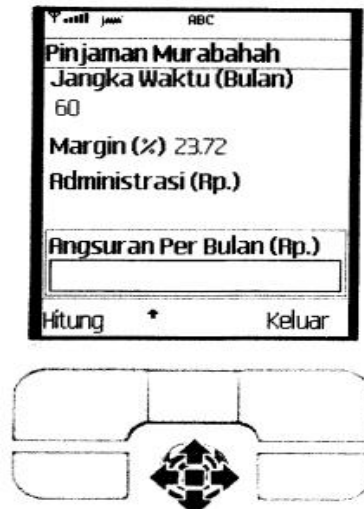 ABC
Pinjaman Murabahah
Jangka Waktu (Bulan)
60
Margin (%) 23.72
Administrasi (Rp.)
Angsuran Per Bulan (Rp.)
Hitung Keluar